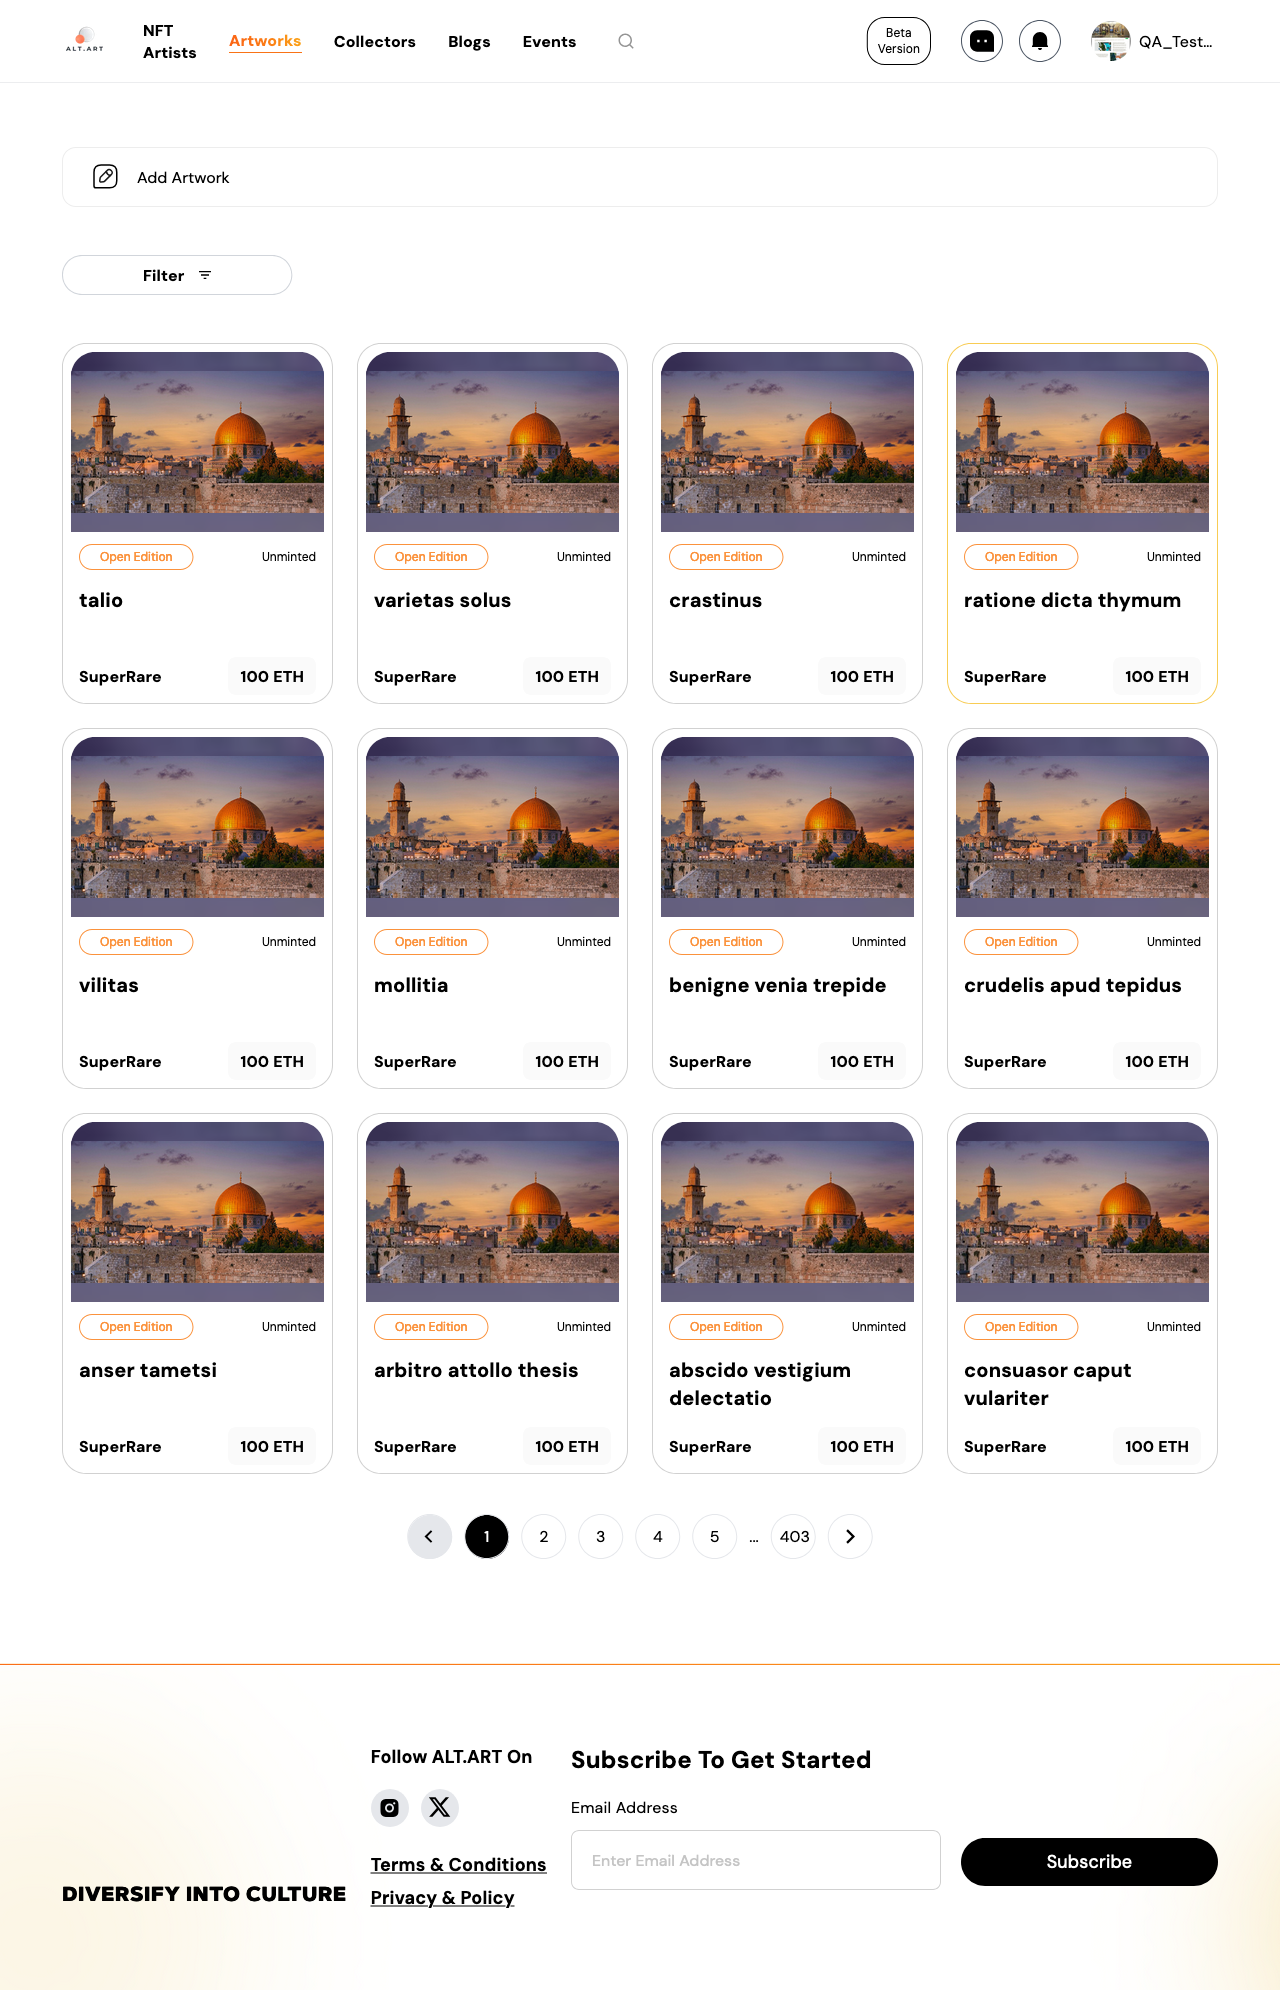 ALT.ART
NFT
Artists
Artworks
Collectors
Blogs
Events
Beta
Version
QA_Test...
Add Artwork
Filter
Open Edition
Unminted
talio
SuperRare
100 ETH
Open Edition
Unminted
varietas solus
SuperRare
100 ETH
Open Edition
Unminted
crastinus
SuperRare
100 ETH
Open Edition
Unminted
ratione dicta thymum
SuperRare
100 ETH
Open Edition
Unminted
vilitas
SuperRare
100 ETH
Open Edition
Unminted
mollitia
SuperRare
100 ETH
Open Edition
Unminted
benigne venia trepide
SuperRare
100 ETH
Open Edition
Unminted
crudelis apud tepidus
SuperRare
100 ETH
Open Edition
Unminted
anser tametsi
SuperRare
100 ETH
Open Edition
Unminted
arbitro attollo thesis
SuperRare
100 ETH
Open Edition
Unminted
abscido vestigium
delectatio
SuperRare
100 ETH
Open Edition
Unminted
consuasor caput
vulariter
SuperRare
100 ETH
1 2 3 4 5 ... 403
DIVERSIFY INTO CULTURE
Follow ALT.ART On
Terms & Conditions
Privacy & Policy
Subscribe To Get Started
Email Address
Enter Email Address
Subscribe